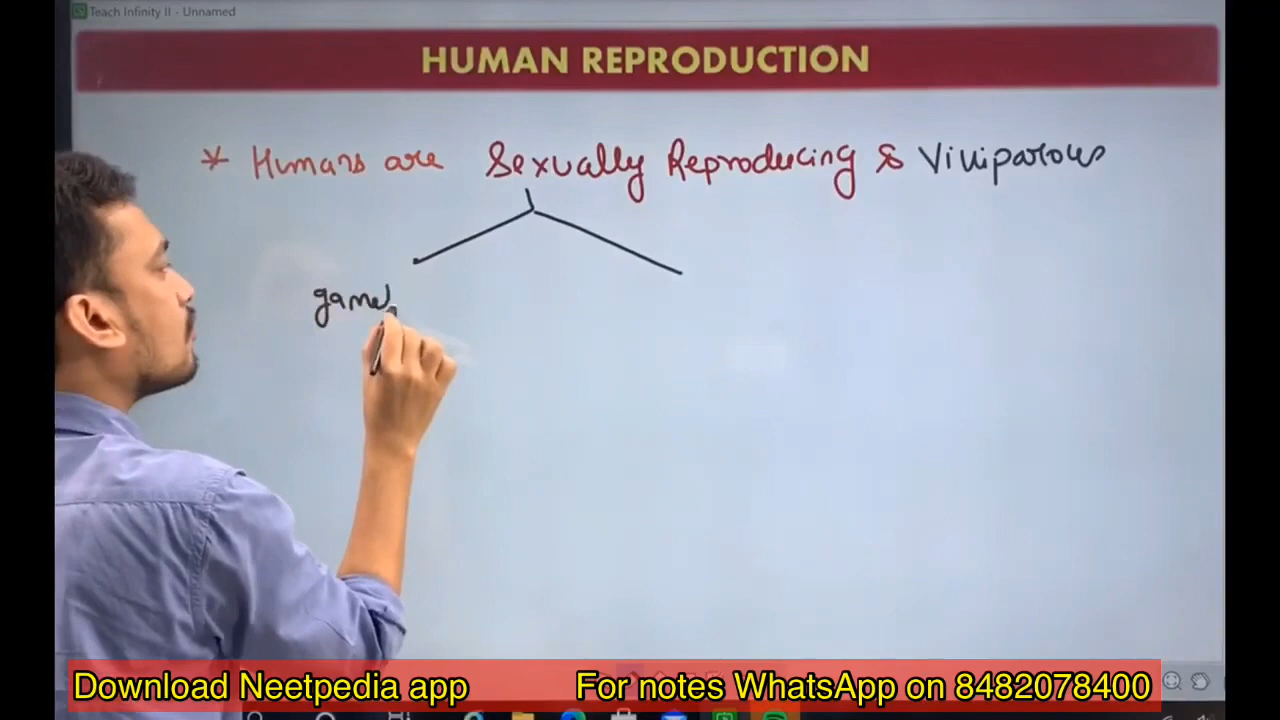 Teach Infinity II - Unnamed
HUMAN REPRODUCTION
* Humans are Sexually Reproducing & Viviparous
gamet
Download Neetpedia app For notes WhatsApp on 8482078400